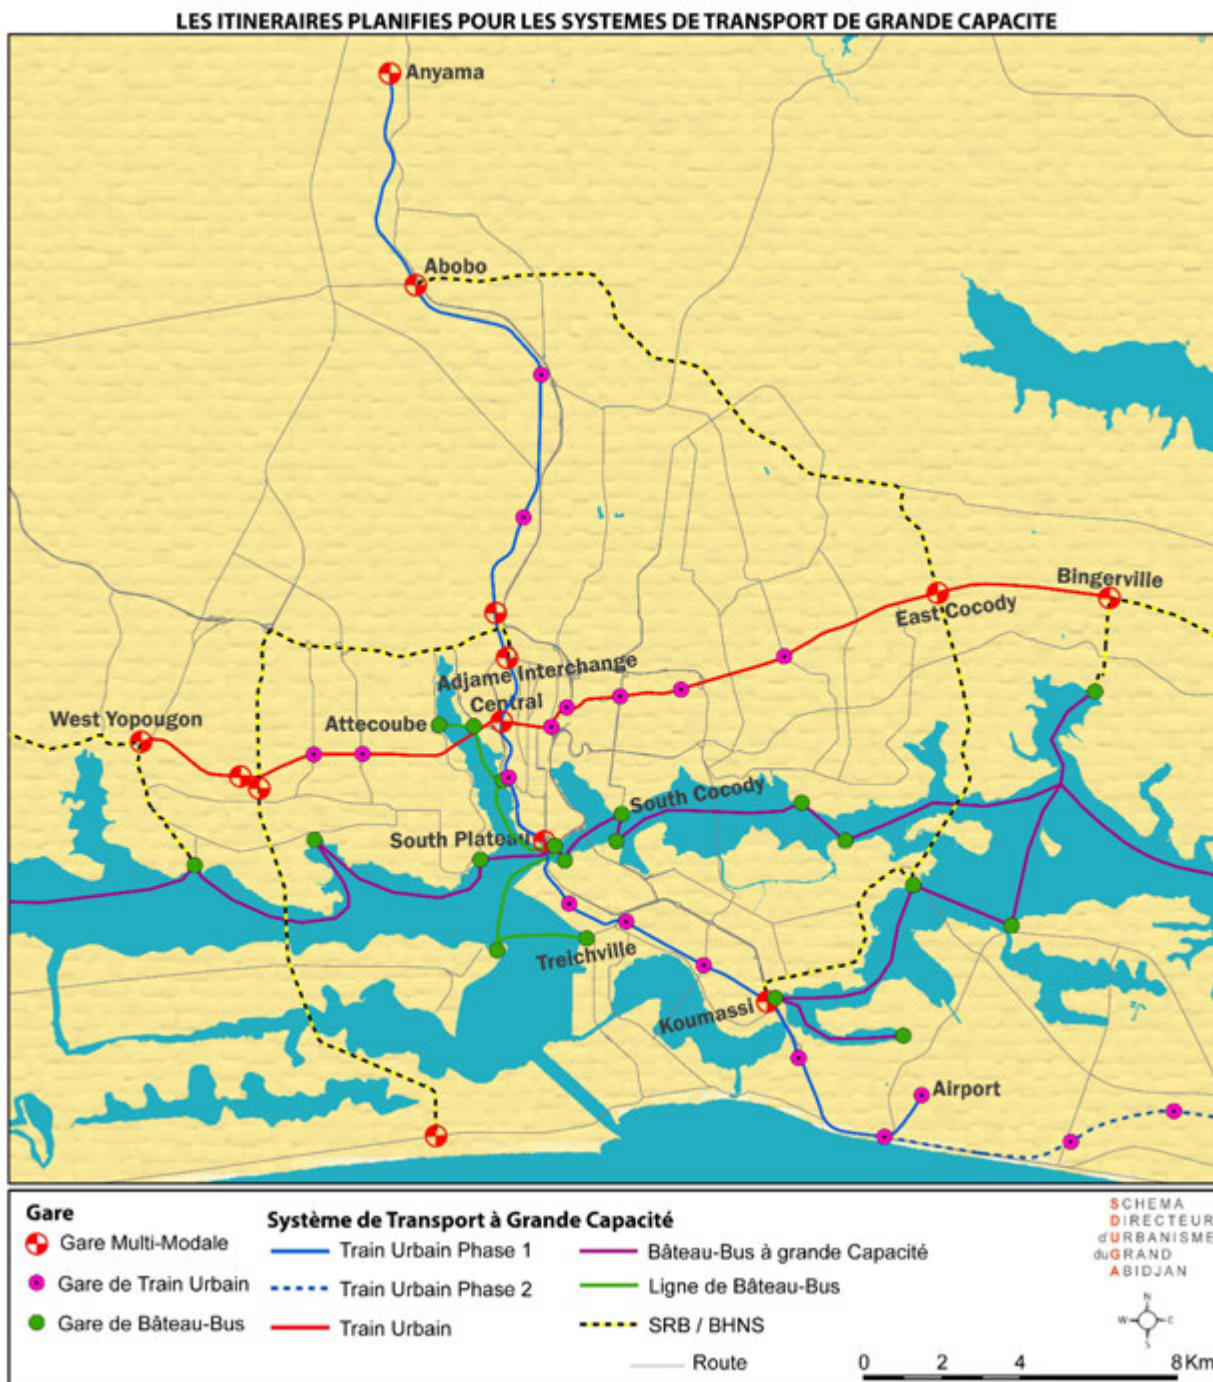 LES ITINERAIRES PLANIFIES POUR LES SYSTEMES DE TRANSPORT DE GRANDE CAPACITE
Anyama
Abobo
Bingerville
East Cocody
Adjame Interchange
Central
West Yopougon
Attecoube
South Cocody
South Plateau
Treichville
Koumassi
Airport
Gare
Gare Multi-Modale
Gare de Train Urbain
Gare de Bâteau-Bus
Système de Transport à Grande Capacité
Train Urbain Phase 1
Train Urbain Phase 2
Train Urbain
Bâteau-Bus à grande Capacité
Ligne de Bâteau-Bus
SRB / BHNS
Route
SCHEMA
DIRECTEUR
d'URBANISME
duGRAND
ABIDJAN
N
W E
S
0 2 4 8 Km